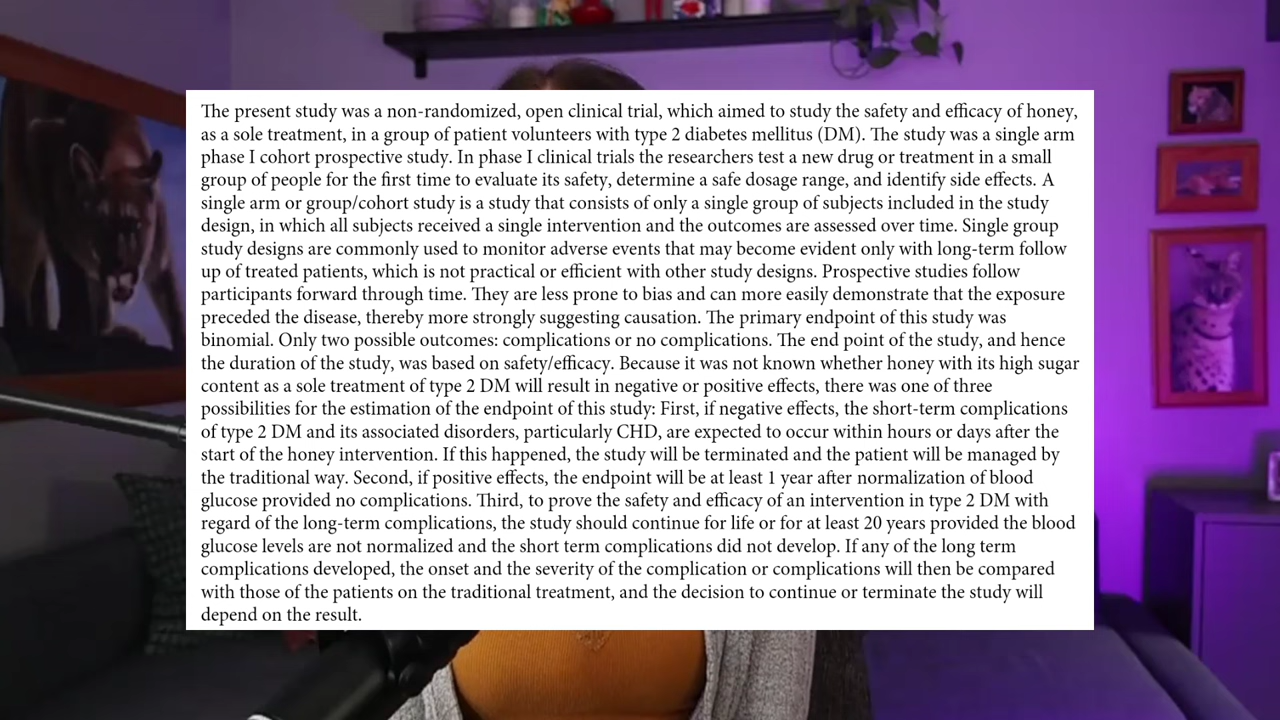 The present study was a non-randomized, open clinical trial, which aimed to study the safety and efficacy of honey,
as a sole treatment, in a group of patient volunteers with type 2 diabetes mellitus (DM). The study was a single arm
phase I cohort prospective study. In phase I clinical trials the researchers test a new drug or treatment in a small
group of people for the first time to evaluate its safety, determine a safe dosage range, and identify side effects. A
single arm or group/cohort study is a study that consists of only a single group of subjects included in the study
design, in which all subjects received a single intervention and the outcomes are assessed over time. Single group
study designs are commonly used to monitor adverse events that may become evident only with long-term follow
up of treated patients, which is not practical or efficient with other study designs. Prospective studies follow
participants forward through time. They are less prone to bias and can more easily demonstrate that the exposure
preceded the disease, thereby more strongly suggesting causation. The primary endpoint of this study was
binomial. Only two possible outcomes: complications or no complications. The end point of the study, and hence
the duration of the study, was based on safety/efficacy. Because it was not known whether honey with its high sugar
content as a sole treatment of type 2 DM will result in negative or positive effects, there was one of three
possibilities for the estimation of the endpoint of this study: First, if negative effects, the short-term complications
of type 2 DM and its associated disorders, particularly CHD, are expected to occur within hours or days after the
start of the honey intervention. If this happened, the study will be terminated and the patient will be managed by
the traditional way. Second, if positive effects, the endpoint will be at least 1 year after normalization of blood
glucose provided no complications. Third, to prove the safety and efficacy of an intervention in type 2 DM with
regard of the long-term complications, the study should continue for life or for at least 20 years provided the blood
glucose levels are not normalized and the short term complications did not develop. If any of the long term
complications developed, the onset and the severity of the complication or complications will then be compared
with those of the patients on the traditional treatment, and the decision to continue or terminate the study will
depend on the result.